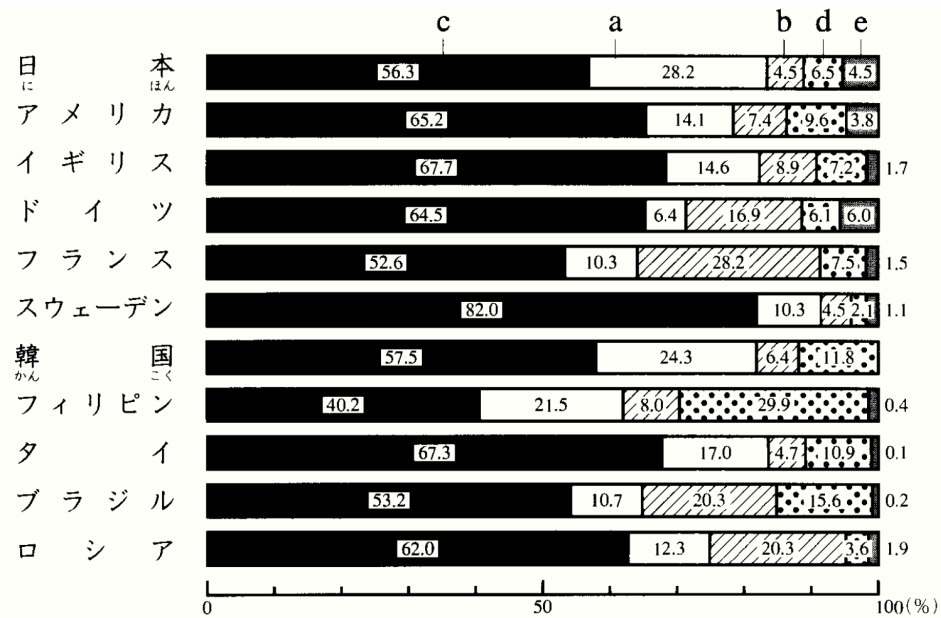 c a b d e
日本 56.3 28.2 4.5 6.5 4.5
にほん
アメリカ 65.2 14.1 7.4 9.6 3.8
イギリス 67.7 14.6 8.9 7.2 1.7
ドイツ 64.5 6.4 16.9 6.1 6.0
フランス 52.6 10.3 28.2 7.5 1.5
スウェーデン 82.0 10.3 4.5 2.1 1.1
韓国 57.5 24.3 6.4 11.8
かんこく
フィリピン 40.2 21.5 8.0 29.9 0.4
タイ 67.3 17.0 4.7 10.9 0.1
ブラジル 53.2 10.7 20.3 15.6 0.2
ロシア 62.0 12.3 20.3 3.6 1.9
0 50 100(%)